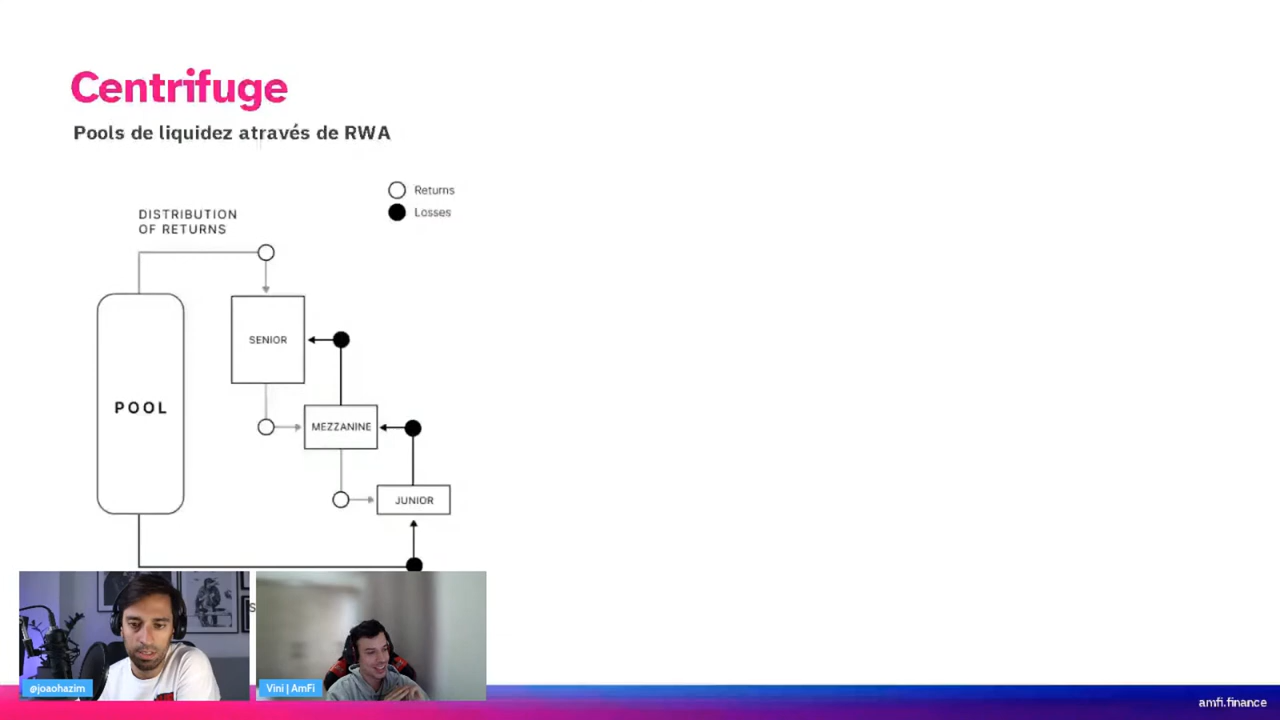 Centrifuge
Pools de liquidez através de RWA
Returns
Losses
DISTRIBUTION
OF RETURNS
SENIOR
POOL
MEZZANINE
JUNIOR
@joaohazim
Vini | AmFi
amfi.finance